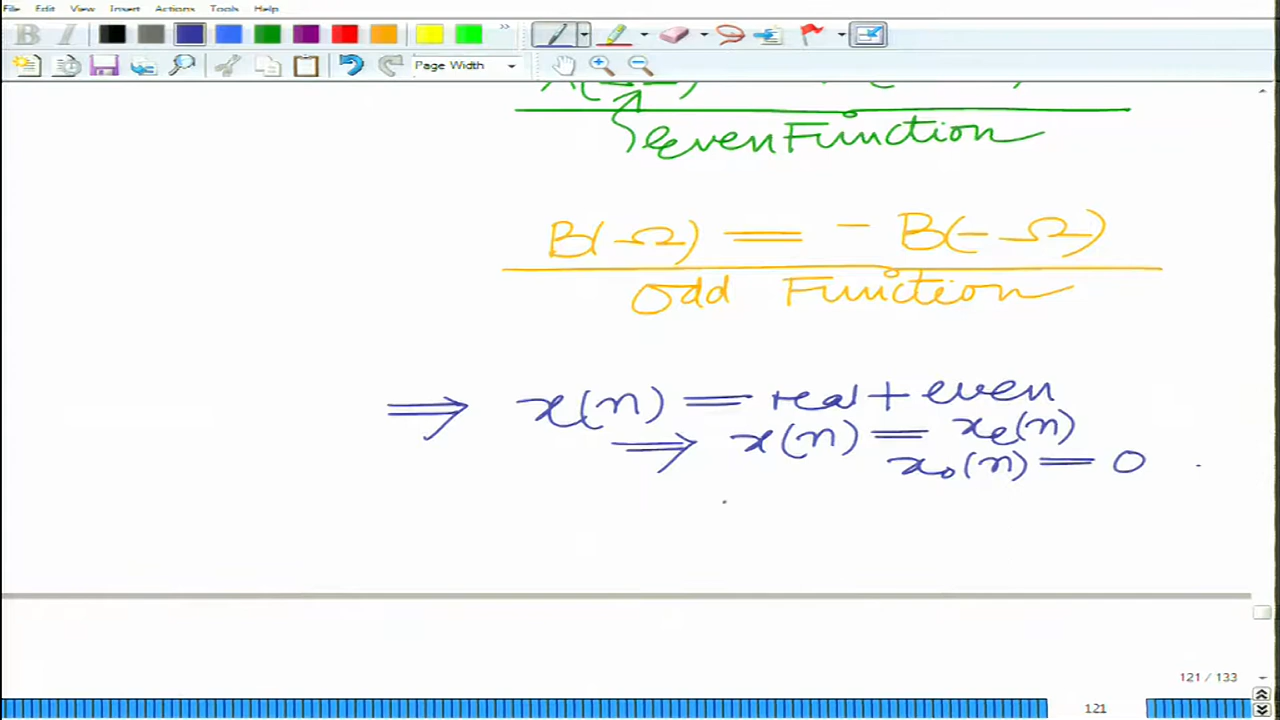 File Edit View Insert Actions Tools Help
B I
Page Width
even Function
B(Ω) = - B(-Ω)
Odd Function
⇒ x(n) = real + even
⇒ x(n) = xₑ(n)
x₀(n) = 0
121 / 133
121